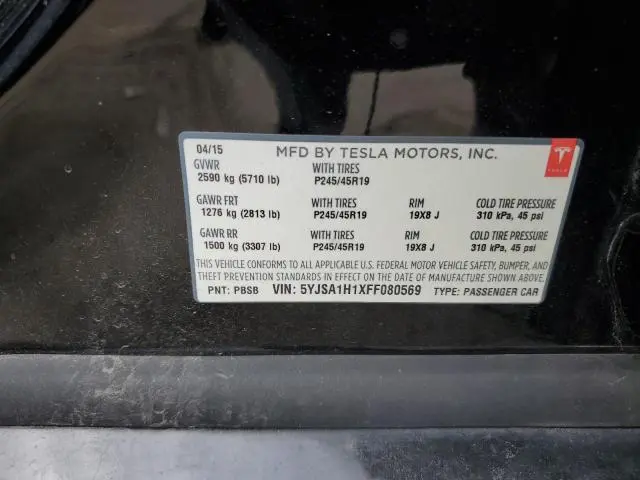 04/15 MFD BY TESLA MOTORS, INC.
GVWR WITH TIRES
2590 kg (5710 lb) P245/45R19
TESLA
GAWR FRT WITH TIRES RIM COLD TIRE PRESSURE
1276 kg (2813 lb) P245/45R19 19X8 J 310 kPa, 45 psi
GAWR RR WITH TIRES RIM COLD TIRE PRESSURE
1500 kg (3307 lb) P245/45R19 19X8 J 310 kPa, 45 psi
THIS VEHICLE CONFORMS TO ALL APPLICABLE U.S. FEDERAL MOTOR VEHICLE SAFETY, BUMPER, AND
THEFT PREVENTION STANDARDS IN EFFECT ON THE DATE OF MANUFACTURE SHOWN ABOVE.
PNT: PBSB VIN: 5YJSA1H1XFF080569 TYPE: PASSENGER CAR